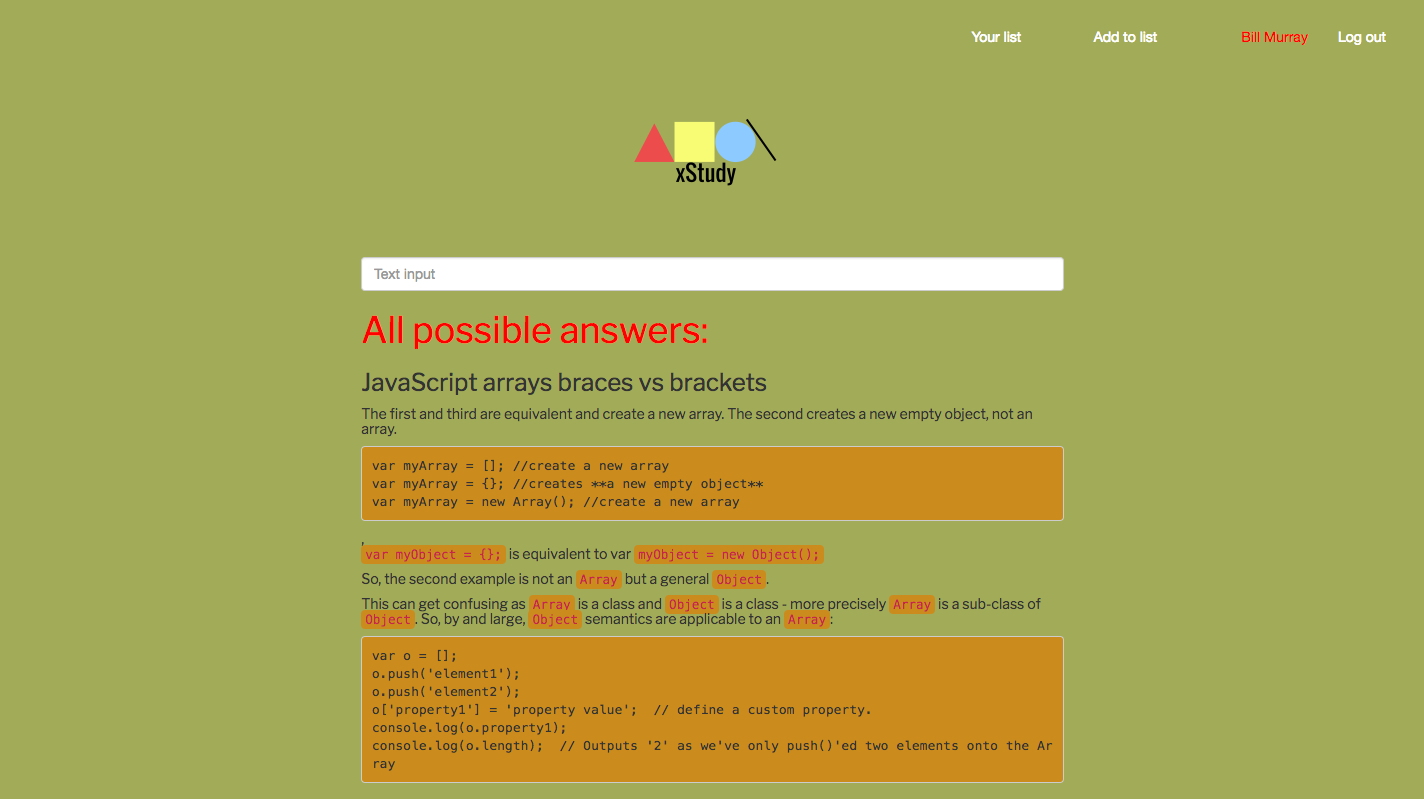 Your list Add to list Bill Murray Log out
xStudy
Text input
All possible answers:
JavaScript arrays braces vs brackets
The first and third are equivalent and create a new array. The second creates a new empty object, not an
array.
var myArray = []; //create a new array
var myArray = {}; //creates **a new empty object**
var myArray = new Array(); //create a new array
,
var myObject = {}; is equivalent to var myObject = new Object();
So, the second example is not an Array but a general Object.
This can get confusing as Array is a class and Object is a class - more precisely Array is a sub-class of
Object. So, by and large, Object semantics are applicable to an Array:
var o = [];
o.push('element1');
o.push('element2');
o['property1'] = 'property value';  // define a custom property.
console.log(o.property1);
console.log(o.length);  // Outputs '2' as we've only push()'ed two elements onto the Ar
ray